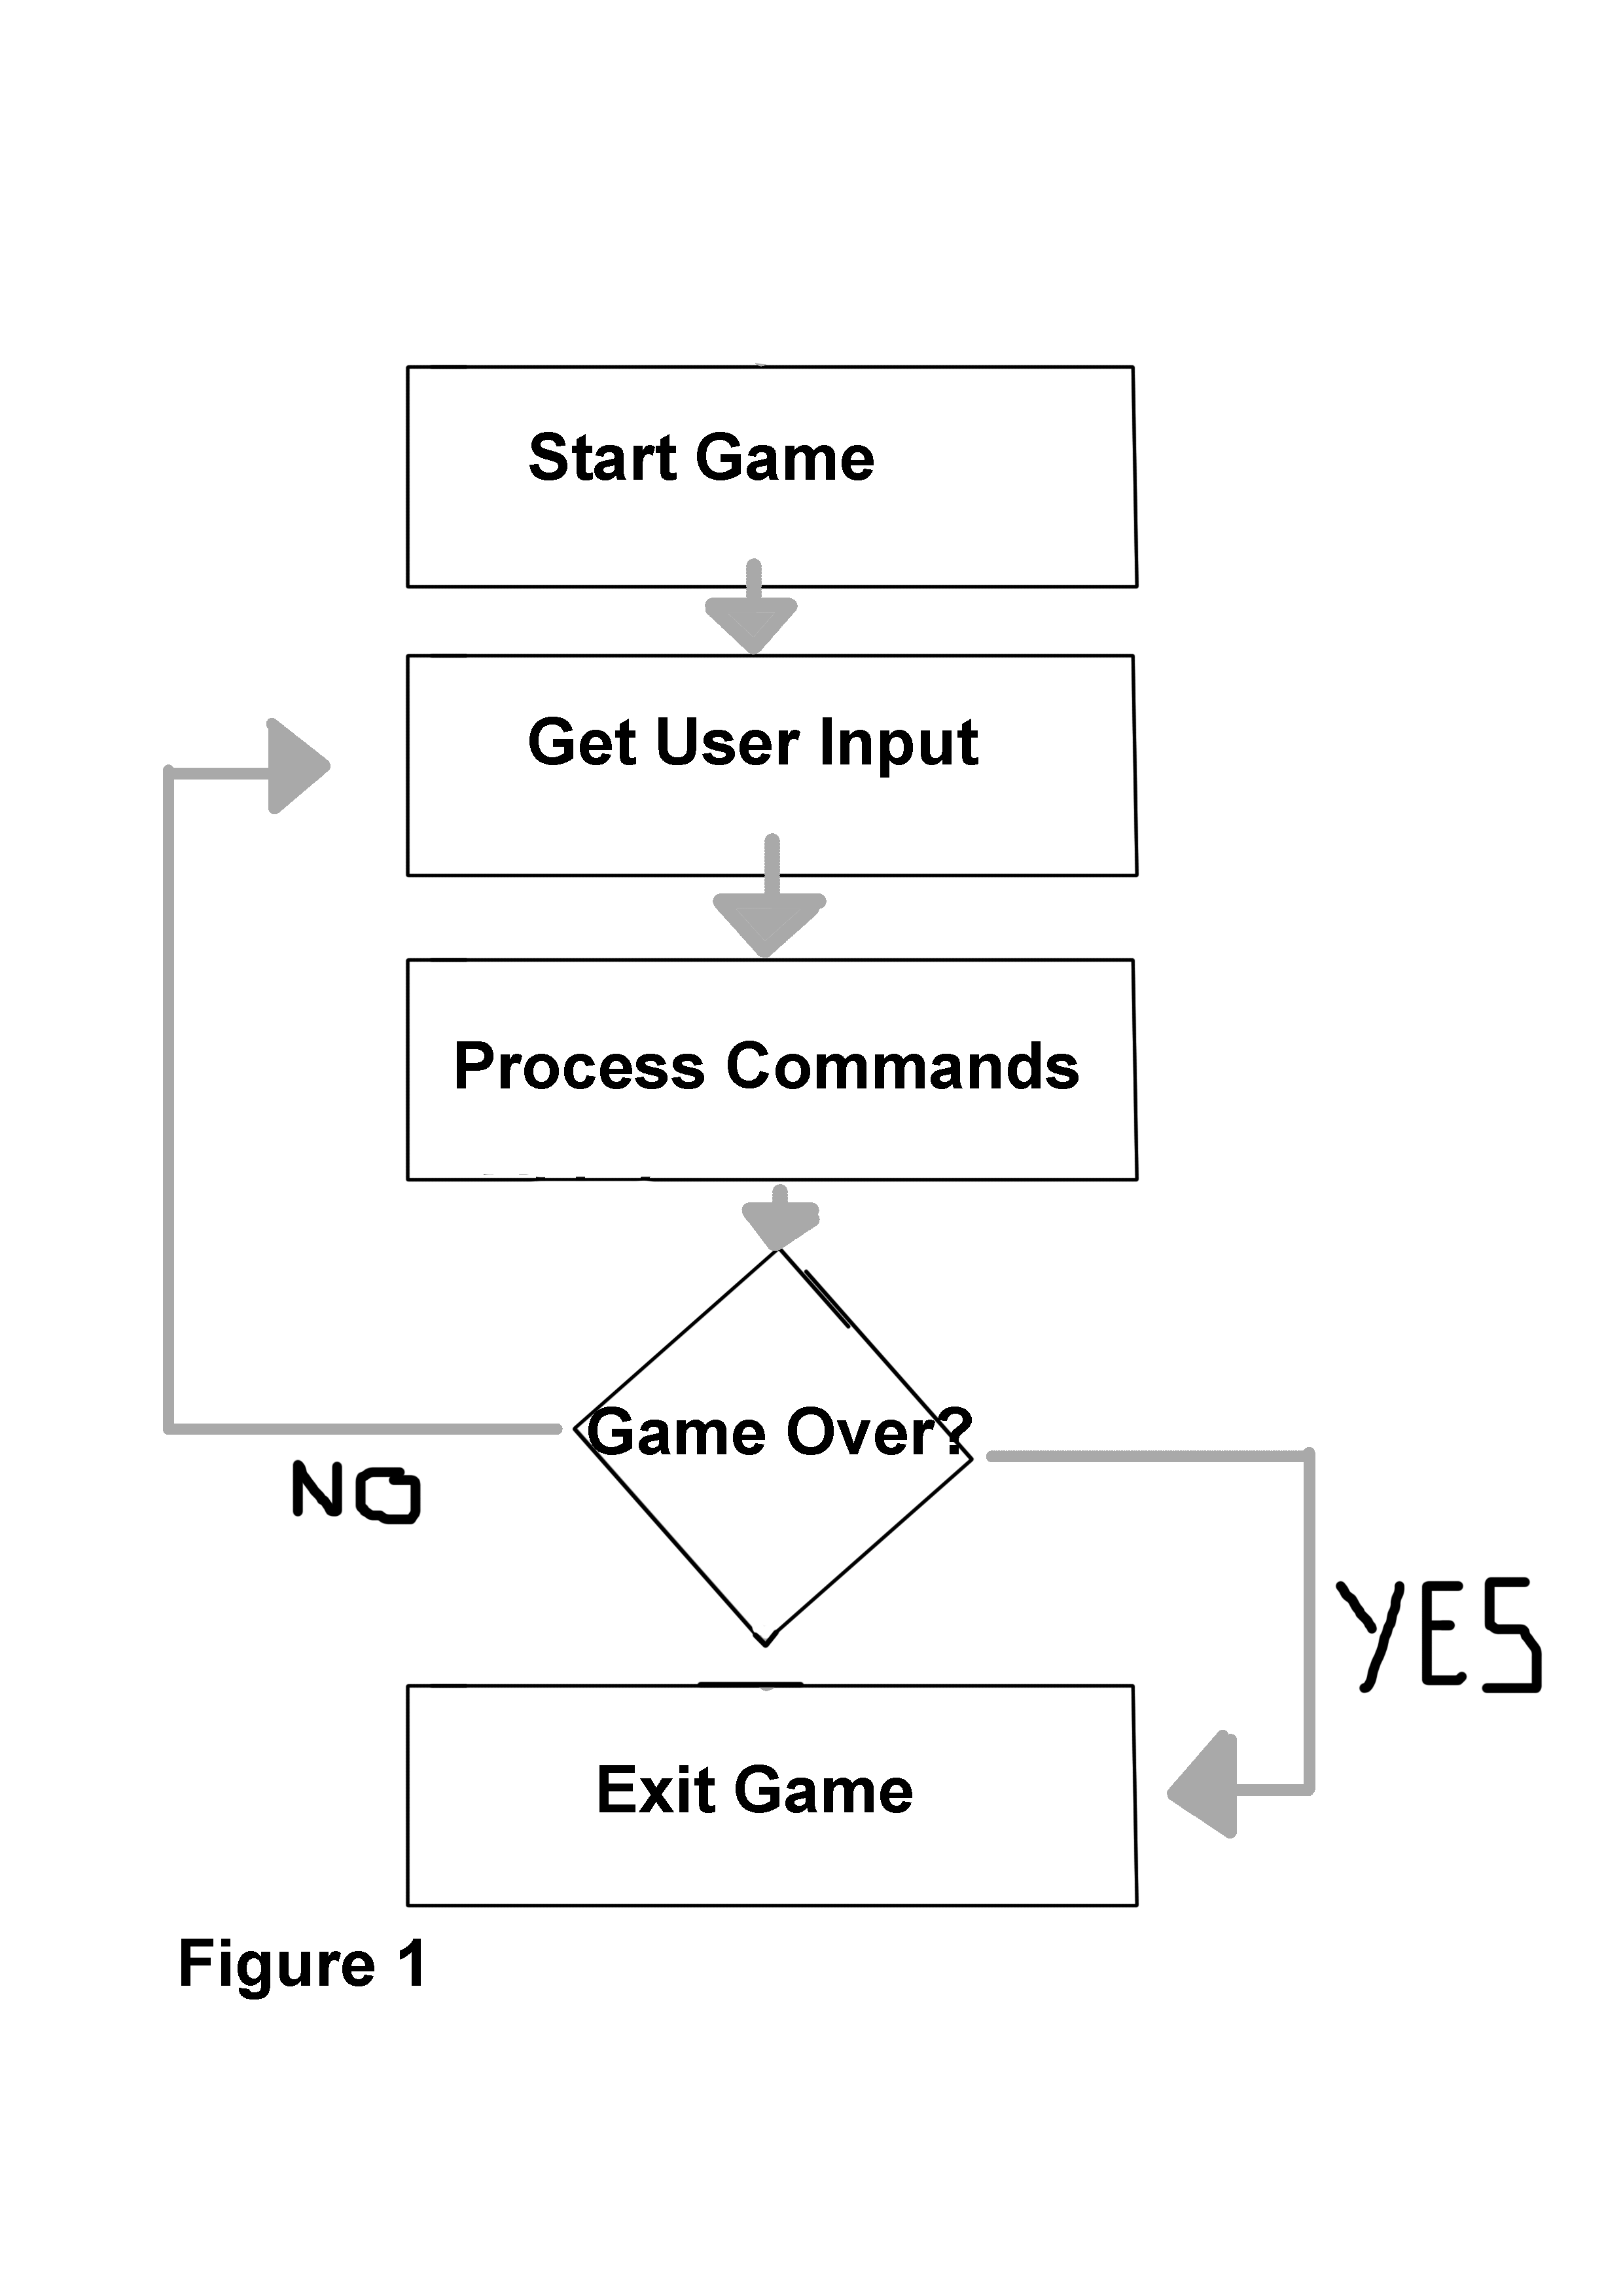 Start Game
Get User Input
Process Commands
Game Over?
NO
YES
Exit Game
Figure 1